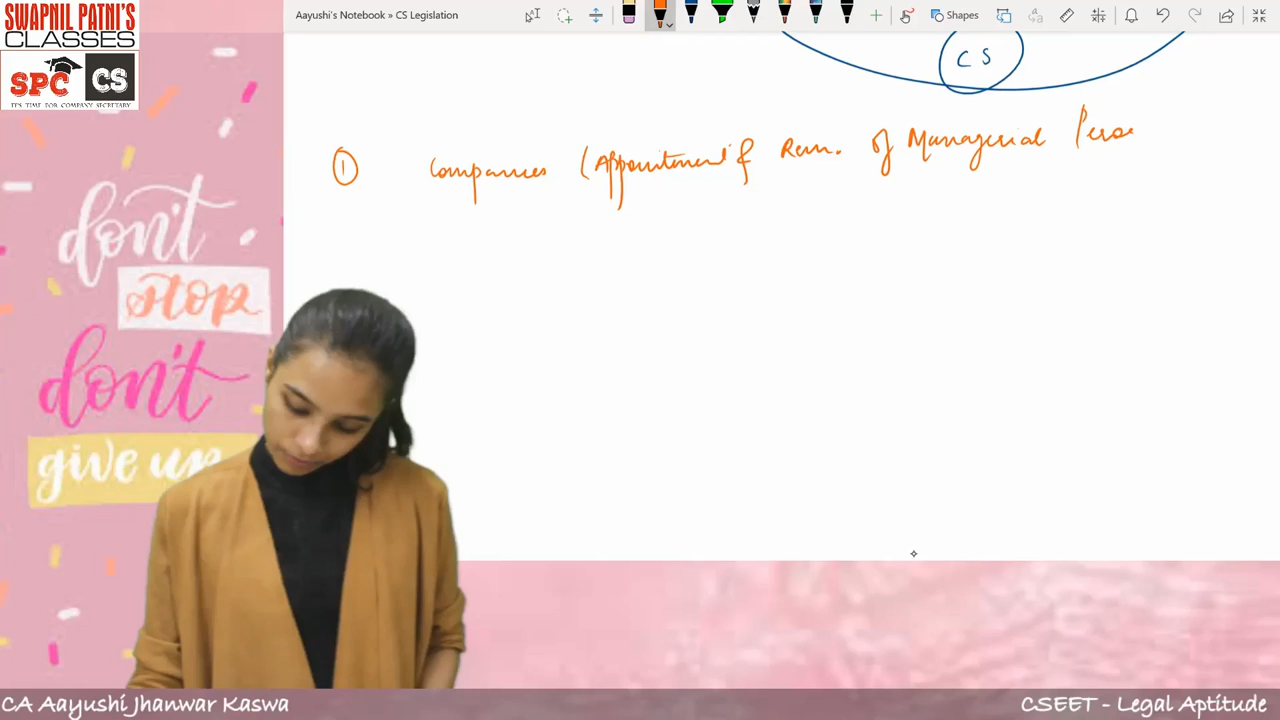 SWAPNIL PATNI'S
CLASSES
SPC CS
IT'S TIME FOR COMPANY SECRETARY
Aayushi's Notebook » CS Legislation
Shapes
CS
① Companies (Appointment & Rem. of Managerial Perso
don't
stop
don't
give up
CA Aayushi Jhanwar Kaswa
CSEET - Legal Aptitude